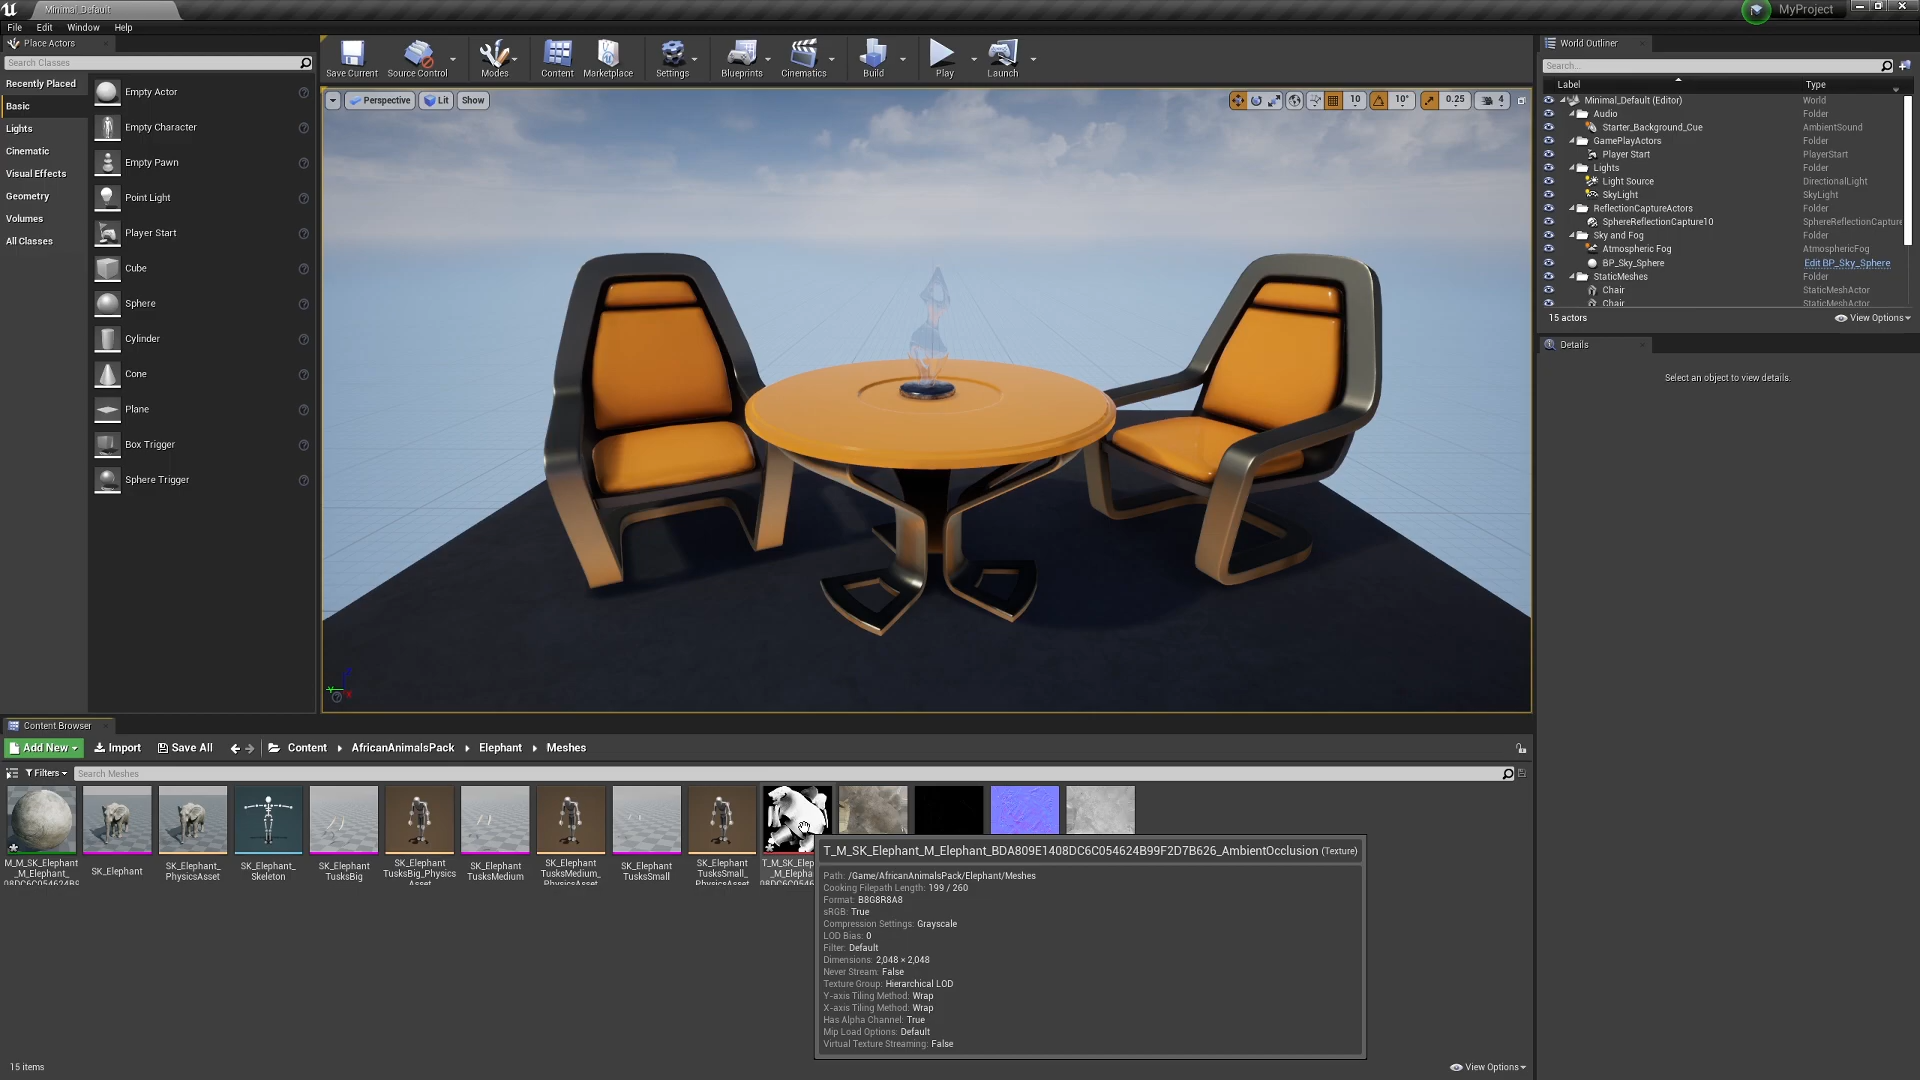 Minimal_Default
MyProject
File Edit Window Help
Place Actors
Search Classes
Recently Placed
Basic
Lights
Cinematic
Visual Effects
Geometry
Volumes
All Classes
Empty Actor
Empty Character
Empty Pawn
Point Light
Player Start
Cube
Sphere
Cylinder
Cone
Plane
Box Trigger
Sphere Trigger
Save Current Source Control Modes Content Marketplace Settings Blueprints Cinematics Build Play Launch
Perspective Lit Show
10 10° 0.25 4
World Outliner
Search...
Label Type
Minimal_Default (Editor) World
Audio Folder
Starter_Background_Cue AmbientSound
GamePlayActors Folder
Player Start PlayerStart
Lights Folder
Light Source DirectionalLight
SkyLight SkyLight
ReflectionCaptureActors Folder
SphereReflectionCapture10 SphereReflectionCapture
Sky and Fog Folder
Atmospheric Fog AtmosphericFog
BP_Sky_Sphere Edit BP_Sky_Sphere
StaticMeshes Folder
Chair StaticMeshActor
Chair StaticMeshActor
15 actors View Options
Details
Select an object to view details.
Content Browser
Add New Import Save All Content AfricanAnimalsPack Elephant Meshes
Filters Search Meshes
M_M_SK_Elephant
_M_Elephant_
SK_Elephant
SK_Elephant_
PhysicsAsset
SK_Elephant_
Skeleton
SK_Elephant
TusksBig
SK_Elephant
TusksBig_Physics
Asset
SK_Elephant
TusksMedium
SK_Elephant
TusksMedium_
PhysicsAsset
SK_Elephant
TusksSmall
SK_Elephant
TusksSmall_
PhysicsAsset
T_M_SK_Elep
_M_Elepha
T_M_SK_Elephant_M_Elephant_BDA809E1408DC6C054624B99F2D7B626_AmbientOcclusion (Texture)
Path: /Game/AfricanAnimalsPack/Elephant/Meshes
Cooking Filepath Length: 199 / 260
Format: B8G8R8A8
sRGB: True
Compression Settings: Grayscale
LOD Bias: 0
Filter: Default
Dimensions: 2,048 × 2,048
Never Stream: False
Texture Group: Hierarchical LOD
Y-axis Tiling Method: Wrap
X-axis Tiling Method: Wrap
Has Alpha Channel: True
Mip Load Options: Default
Virtual Texture Streaming: False
15 items View Options